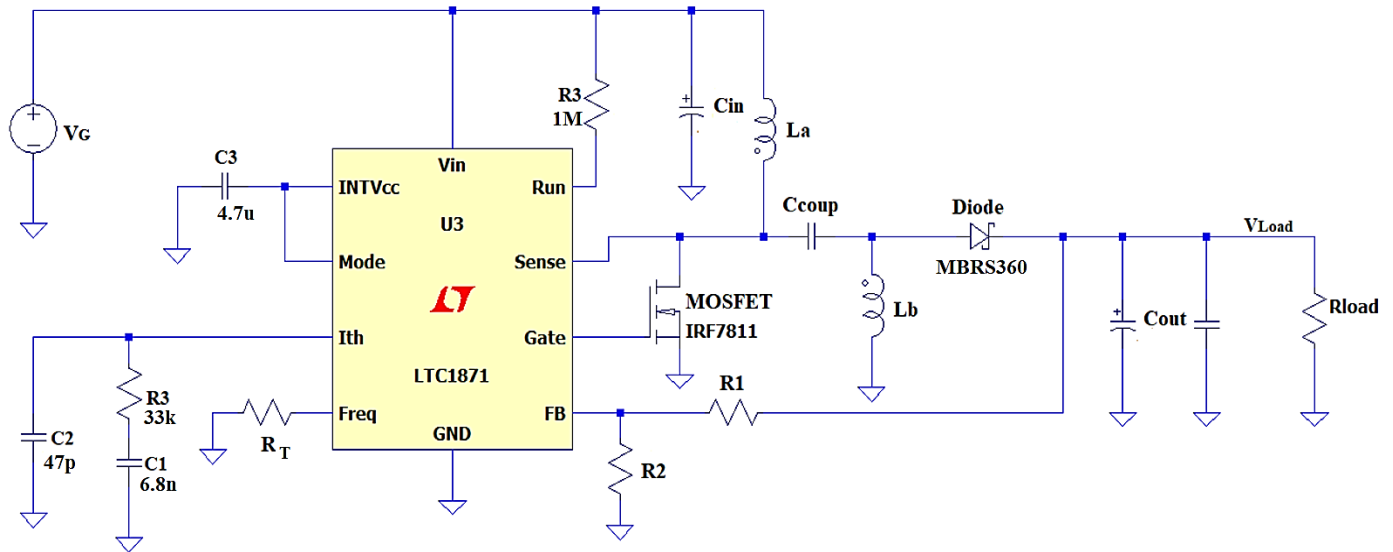 VG
C3
4.7u
INTVcc
Mode
Ith
Freq
Vin
U3
LTC1871
GND
Run
Sense
Gate
FB
R3
1M
Cin
La
Ccoup
Diode
MBRS360
VLoad
MOSFET
IRF7811
Lb
Cout
Rload
R1
R2
RT
R3
33k
C1
6.8n
C2
47p